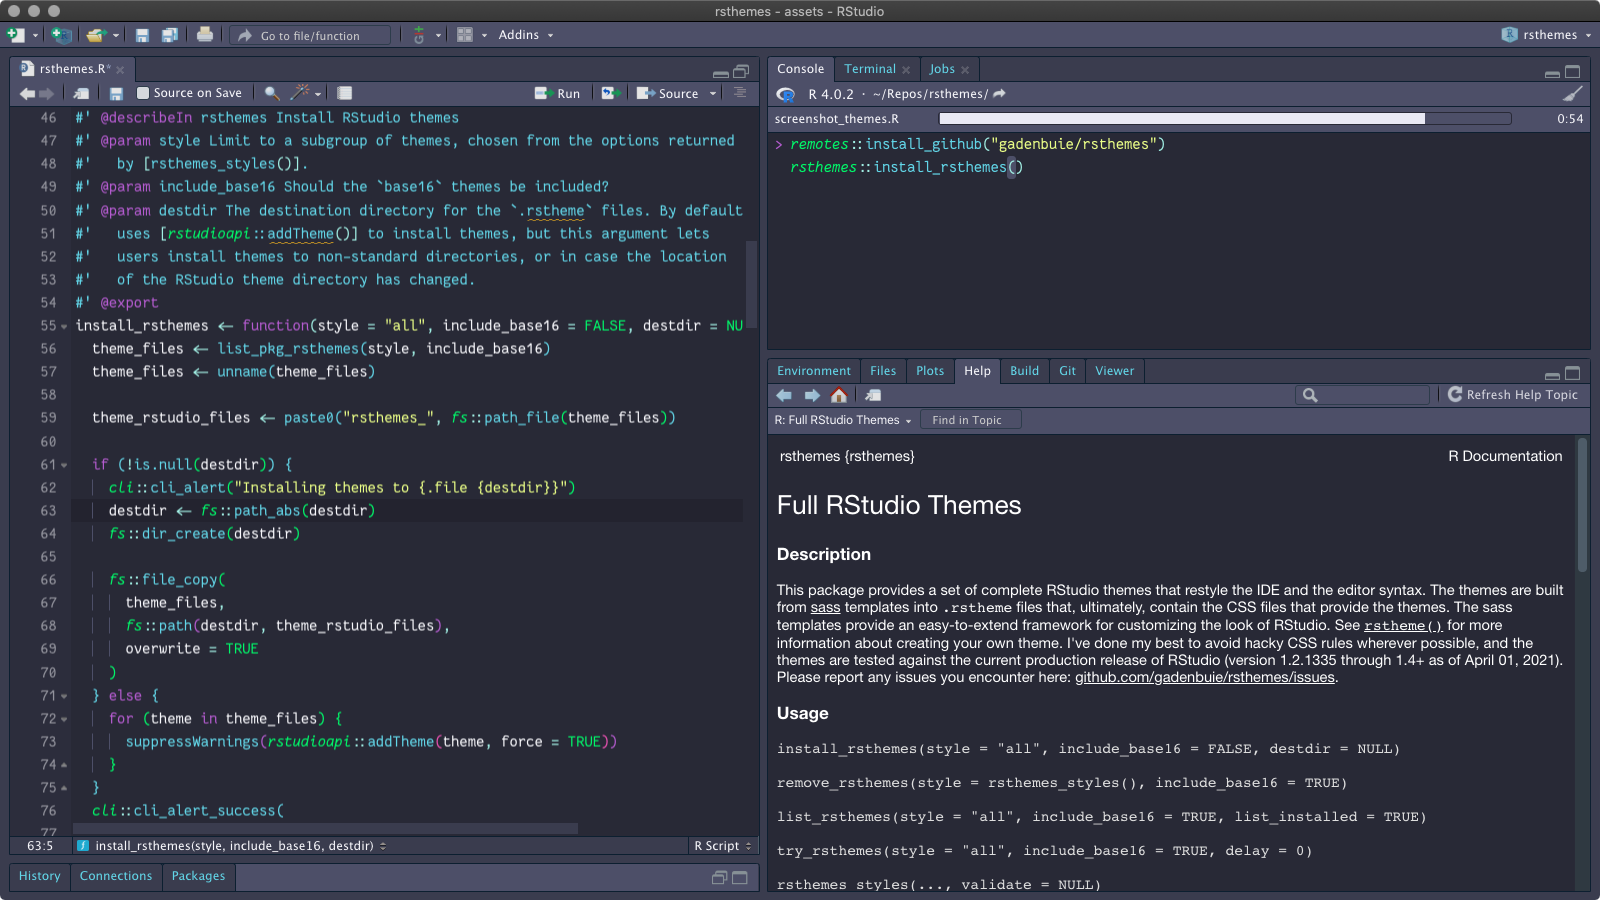 rsthemes - assets - RStudio
Go to file/function
Addins
rsthemes
rsthemes.R*
Source on Save
Run
Source
46 #' @describeIn rsthemes Install RStudio themes
47 #' @param style Limit to a subgroup of themes, chosen from the options returned
48 #'   by [rsthemes_styles()].
49 #' @param include_base16 Should the `base16` themes be included?
50 #' @param destdir The destination directory for the `.rstheme` files. By default
51 #'   uses [rstudioapi::addTheme()] to install themes, but this argument lets
52 #'   users install themes to non-standard directories, or in case the location
53 #'   of the RStudio theme directory has changed.
54 #' @export
55 install_rsthemes <- function(style = "all", include_base16 = FALSE, destdir = NU
56   theme_files <- list_pkg_rsthemes(style, include_base16)
57   theme_files <- unname(theme_files)
58
59   theme_rstudio_files <- paste0("rsthemes_", fs::path_file(theme_files))
60
61   if (!is.null(destdir)) {
62     cli::cli_alert("Installing themes to {.file {destdir}}")
63     destdir <- fs::path_abs(destdir)
64     fs::dir_create(destdir)
65
66     fs::file_copy(
67       theme_files,
68       fs::path(destdir, theme_rstudio_files),
69       overwrite = TRUE
70     )
71   } else {
72     for (theme in theme_files) {
73       suppressWarnings(rstudioapi::addTheme(theme, force = TRUE))
74     }
75   }
76   cli::cli_alert_success(
77
63:5
install_rsthemes(style, include_base16, destdir)
R Script
History
Connections
Packages
Console
Terminal
Jobs
R 4.0.2 · ~/Repos/rsthemes/
screenshot_themes.R
0:54
> remotes::install_github("gadenbuie/rsthemes")
rsthemes::install_rsthemes()
Environment
Files
Plots
Help
Build
Git
Viewer
Refresh Help Topic
R: Full RStudio Themes
Find in Topic
rsthemes {rsthemes}
R Documentation
Full RStudio Themes
Description
This package provides a set of complete RStudio themes that restyle the IDE and the editor syntax. The themes are built
from sass templates into .rstheme files that, ultimately, contain the CSS files that provide the themes. The sass
templates provide an easy-to-extend framework for customizing the look of RStudio. See rstheme() for more
information about creating your own theme. I've done my best to avoid hacky CSS rules wherever possible, and the
themes are tested against the current production release of RStudio (version 1.2.1335 through 1.4+ as of April 01, 2021).
Please report any issues you encounter here: github.com/gadenbuie/rsthemes/issues.
Usage
install_rsthemes(style = "all", include_base16 = FALSE, destdir = NULL)
remove_rsthemes(style = rsthemes_styles(), include_base16 = TRUE)
list_rsthemes(style = "all", include_base16 = TRUE, list_installed = TRUE)
try_rsthemes(style = "all", include_base16 = TRUE, delay = 0)
rsthemes_styles(..., validate = NULL)